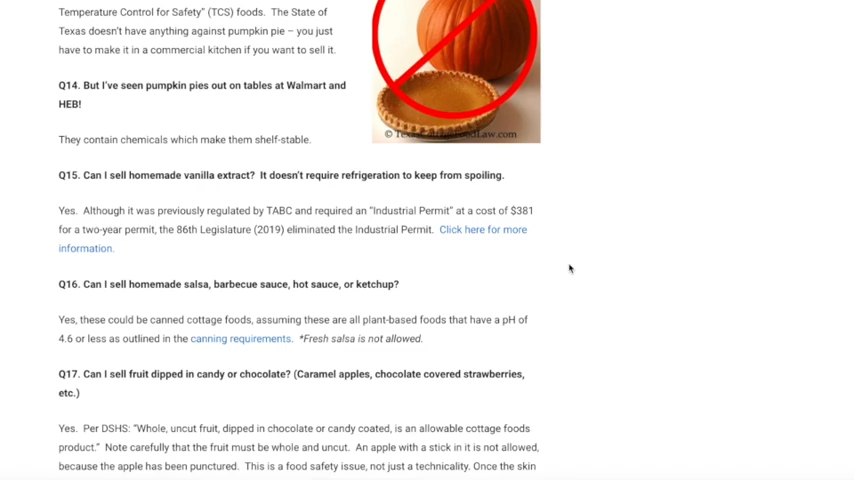 Temperature Control for Safety” (TCS) foods.  The State of
Texas doesn’t have anything against pumpkin pie – you just
have to make it in a commercial kitchen if you want to sell it.
Q14. But I’ve seen pumpkin pies out on tables at Walmart and
HEB!
They contain chemicals which make them shelf-stable.
© TexasCottageFoodLaw.com
Q15. Can I sell homemade vanilla extract?  It doesn’t require refrigeration to keep from spoiling.
Yes.  Although it was previously regulated by TABC and required an “Industrial Permit” at a cost of $381
for a two-year permit, the 86th Legislature (2019) eliminated the Industrial Permit.  Click here for more
information.
Q16. Can I sell homemade salsa, barbecue sauce, hot sauce, or ketchup?
Yes, these could be canned cottage foods, assuming these are all plant-based foods that have a pH of
4.6 or less as outlined in the canning requirements.  *Fresh salsa is not allowed.
Q17. Can I sell fruit dipped in candy or chocolate? (Caramel apples, chocolate covered strawberries,
etc.)
Yes.  Per DSHS: “Whole, uncut fruit, dipped in chocolate or candy coated, is an allowable cottage foods
product.”  Note carefully that the fruit must be whole and uncut.  An apple with a stick in it is not allowed,
because the apple has been punctured.  This is a food safety issue, not just a technicality. Once the skin